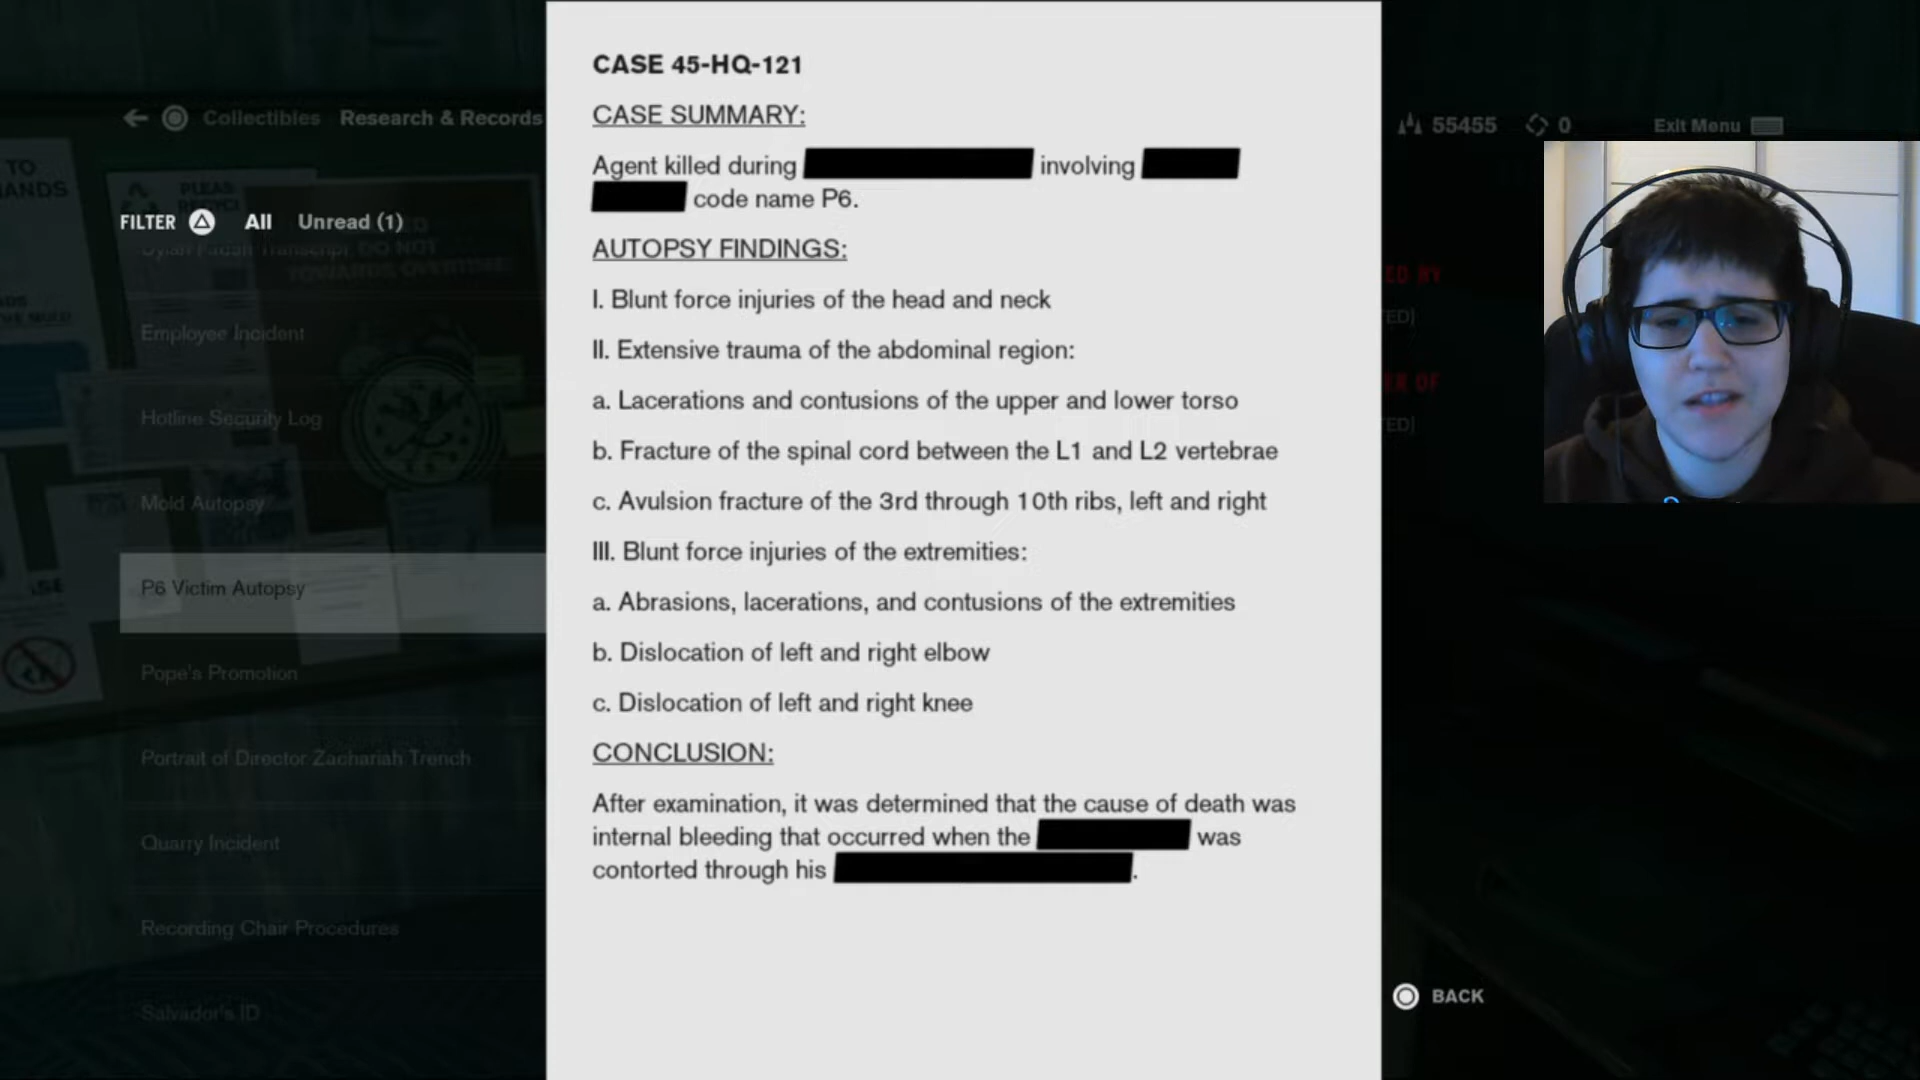 CASE 45-HQ-121
CASE SUMMARY:
Agent killed during involving
code name P6.
AUTOPSY FINDINGS:
I. Blunt force injuries of the head and neck
II. Extensive trauma of the abdominal region:
a. Lacerations and contusions of the upper and lower torso
b. Fracture of the spinal cord between the L1 and L2 vertebrae
c. Avulsion fracture of the 3rd through 10th ribs, left and right
III. Blunt force injuries of the extremities:
a. Abrasions, lacerations, and contusions of the extremities
b. Dislocation of left and right elbow
c. Dislocation of left and right knee
CONCLUSION:
After examination, it was determined that the cause of death was
internal bleeding that occurred when the was
contorted through his .
Collectibles Research & Records
FILTER All Unread (1)
Employee Incident
Hotline Security Log
Mold Autopsy
P6 Victim Autopsy
Pope's Promotion
Portrait of Director Zachariah Trench
Quarry Incident
Recording Chair Procedures
Salvador's ID
55455 0 Exit Menu
BACK